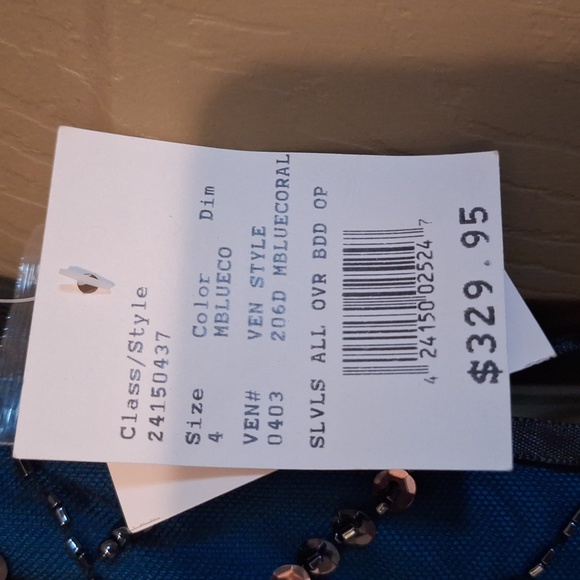 Class/Style
24150437
Size Color Dim
4 MBLUECO
VEN# VEN STYLE
0403 206D MBLUECORAL
SLVLS ALL OVR BDD OP
4 24150 02524 7
$329.95